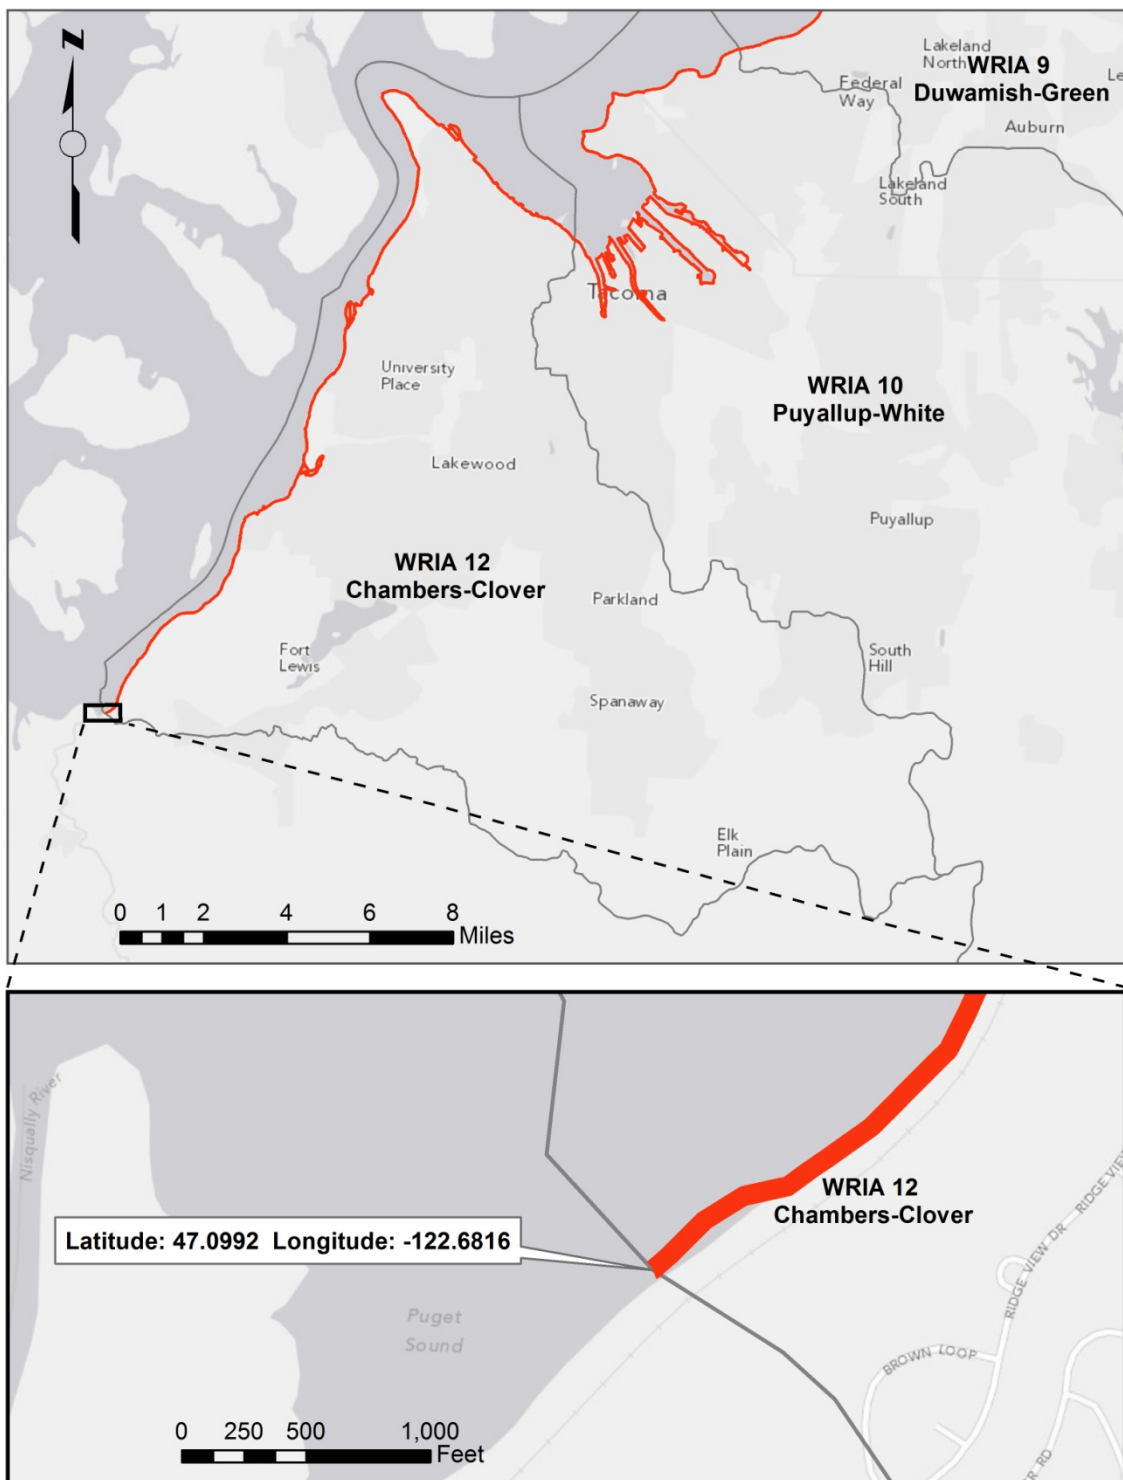 N
Lakeland
North
WRIA 9
Duwamish-Green
Le
Federal
Way
Auburn
Lakeland
South
Tacoma
University
Place
WRIA 10
Puyallup-White
Lakewood
Puyallup
WRIA 12
Chambers-Clover
Parkland
Fort
Lewis
South
Hill
Spanaway
Elk
Plain
0 1 2 4 6 8
Miles
Nisqually River
WRIA 12
Chambers-Clover
RIDGE VIEW DR
RIDGE VIEW
Latitude: 47.0992 Longitude: -122.6816
Puget
Sound
BROWN LOOP
0 250 500 1,000
Feet
ER RD